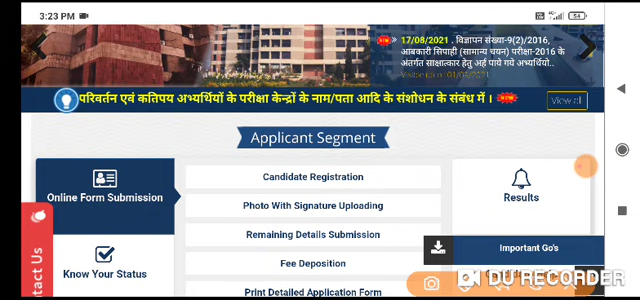 3:23 PM
54
17/08/2021 , विज्ञापन संख्या-9(2)/2016,
आबकारी सिपाही (सामान्य चयन) परीक्षा-2016 के
अंतर्गत साक्षात्कार हेतु अर्ह पाये गये अभ्यर्थियो..
परिवर्तन एवं कतिपय अभ्यर्थियों के परीक्षा केन्द्रों के नाम/पता आदि के संशोधन के संबंध में ।
View all
Applicant Segment
Online Form Submission
Candidate Registration
Photo With Signature Uploading
Remaining Details Submission
Fee Deposition
Print Detailed Application Form
Results
Know Your Status
Important Go's
ntact Us
DU RECORDER